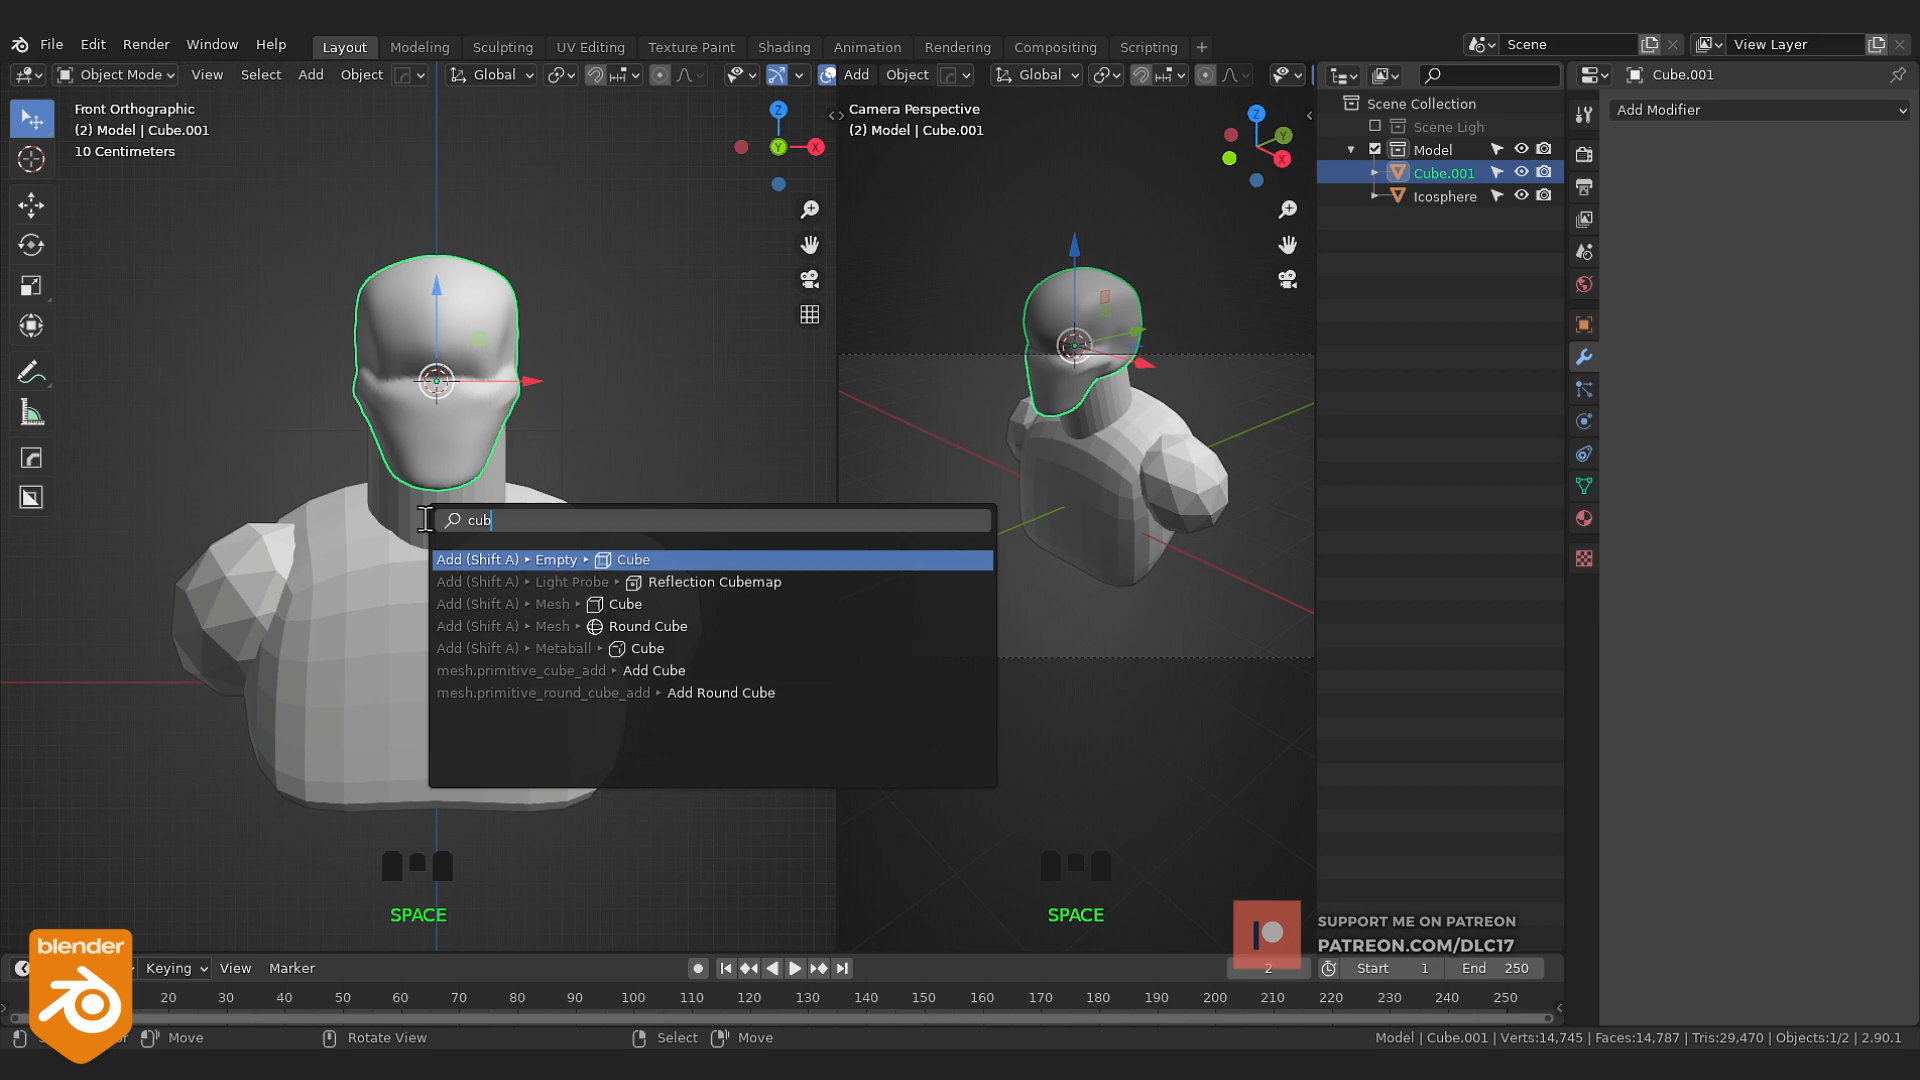 File Edit Render Window Help Layout Modeling Sculpting UV Editing Texture Paint Shading Animation Rendering Compositing Scripting + Scene View Layer
Object Mode View Select Add Object Global Add Object Global Cube.001
Front Orthographic
(2) Model | Cube.001
10 Centimeters
Z
Y
X
Camera Perspective
(2) Model | Cube.001
Z
Y
X
Scene Collection
Scene Ligh
Model
Cube.001
Icosphere
Add Modifier
cub
Add (Shift A) ▸ Empty ▸ Cube
Add (Shift A) ▸ Light Probe ▸ Reflection Cubemap
Add (Shift A) ▸ Mesh ▸ Cube
Add (Shift A) ▸ Mesh ▸ Round Cube
Add (Shift A) ▸ Metaball ▸ Cube
mesh.primitive_cube_add ▸ Add Cube
mesh.primitive_round_cube_add ▸ Add Round Cube
SPACE
SPACE
SUPPORT ME ON PATREON
PATREON.COM/DLC17
blender
Keying View Marker 2 Start 1 End 250
20 30 40 50 60 70 80 90 100 110 120 130 140 150 160 170 180 190 200 210 220 230 240 250
Move Rotate View Select Move Model | Cube.001 | Verts:14,745 | Faces:14,787 | Tris:29,470 | Objects:1/2 | 2.90.1